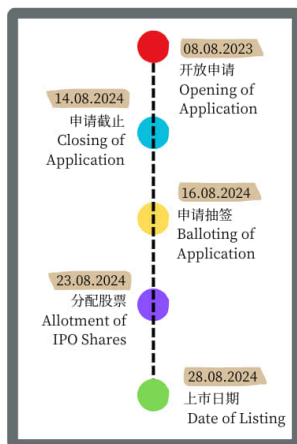 08.08.2023
开放申请
Opening of
Application
14.08.2024
申请截止
Closing of
Application
16.08.2024
申请抽签
Balloting of
Application
23.08.2024
分配股票
Allotment of
IPO Shares
28.08.2024
上市日期
Date of Listing